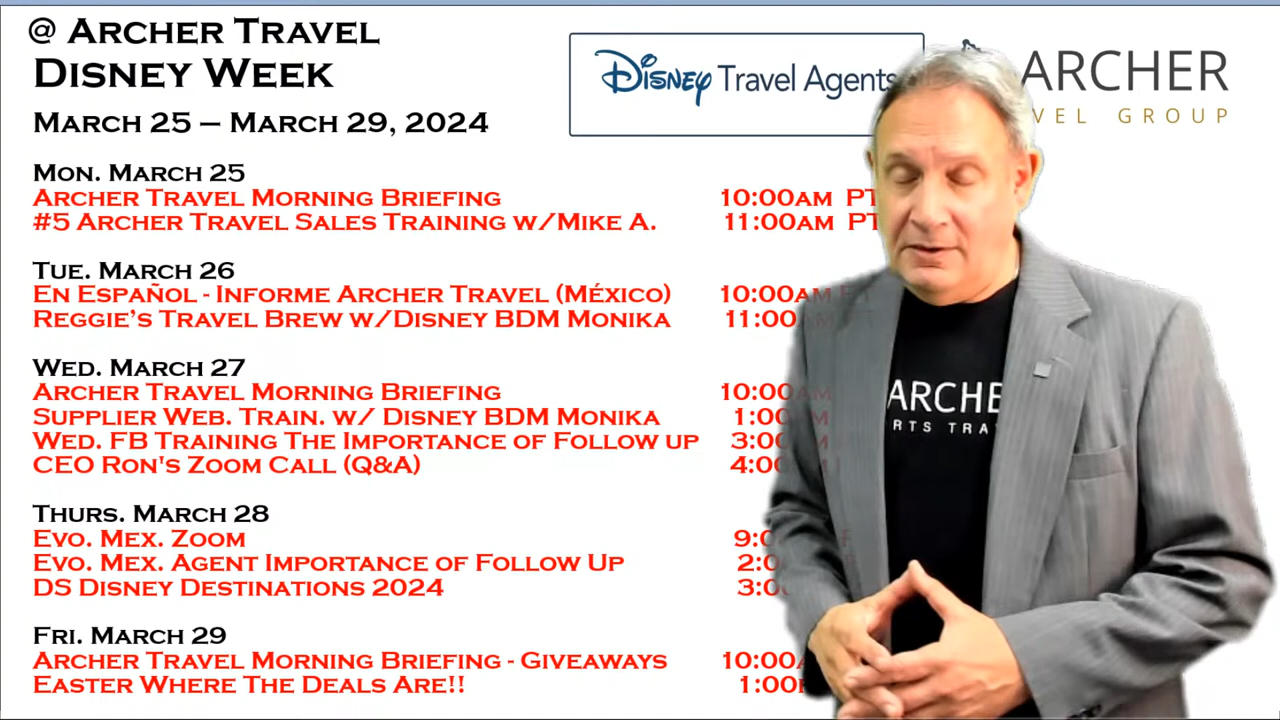 @ ARCHER TRAVEL
DISNEY WEEK
MARCH 25 – MARCH 29, 2024
Disney Travel Agents
ARCHER
VEL GROUP
MON. MARCH 25
ARCHER TRAVEL MORNING BRIEFING 10:00AM PT
#5 ARCHER TRAVEL SALES TRAINING W/MIKE A. 11:00AM PT
TUE. MARCH 26
EN ESPAÑOL - INFORME ARCHER TRAVEL (MÉXICO) 10:00AM
REGGIE'S TRAVEL BREW W/DISNEY BDM MONIKA 11:00AM
WED. MARCH 27
ARCHER TRAVEL MORNING BRIEFING 10:00AM
SUPPLIER WEB. TRAIN. W/ DISNEY BDM MONIKA 1:00
WED. FB TRAINING THE IMPORTANCE OF FOLLOW UP 3:00
CEO RON'S ZOOM CALL (Q&A) 4:00
THURS. MARCH 28
EVO. MEX. ZOOM 9:0
EVO. MEX. AGENT IMPORTANCE OF FOLLOW UP 2:0
DS DISNEY DESTINATIONS 2024 3:0
FRI. MARCH 29
ARCHER TRAVEL MORNING BRIEFING - GIVEAWAYS 10:00
EASTER WHERE THE DEALS ARE!! 1:00
ARCHE
RTS TRA